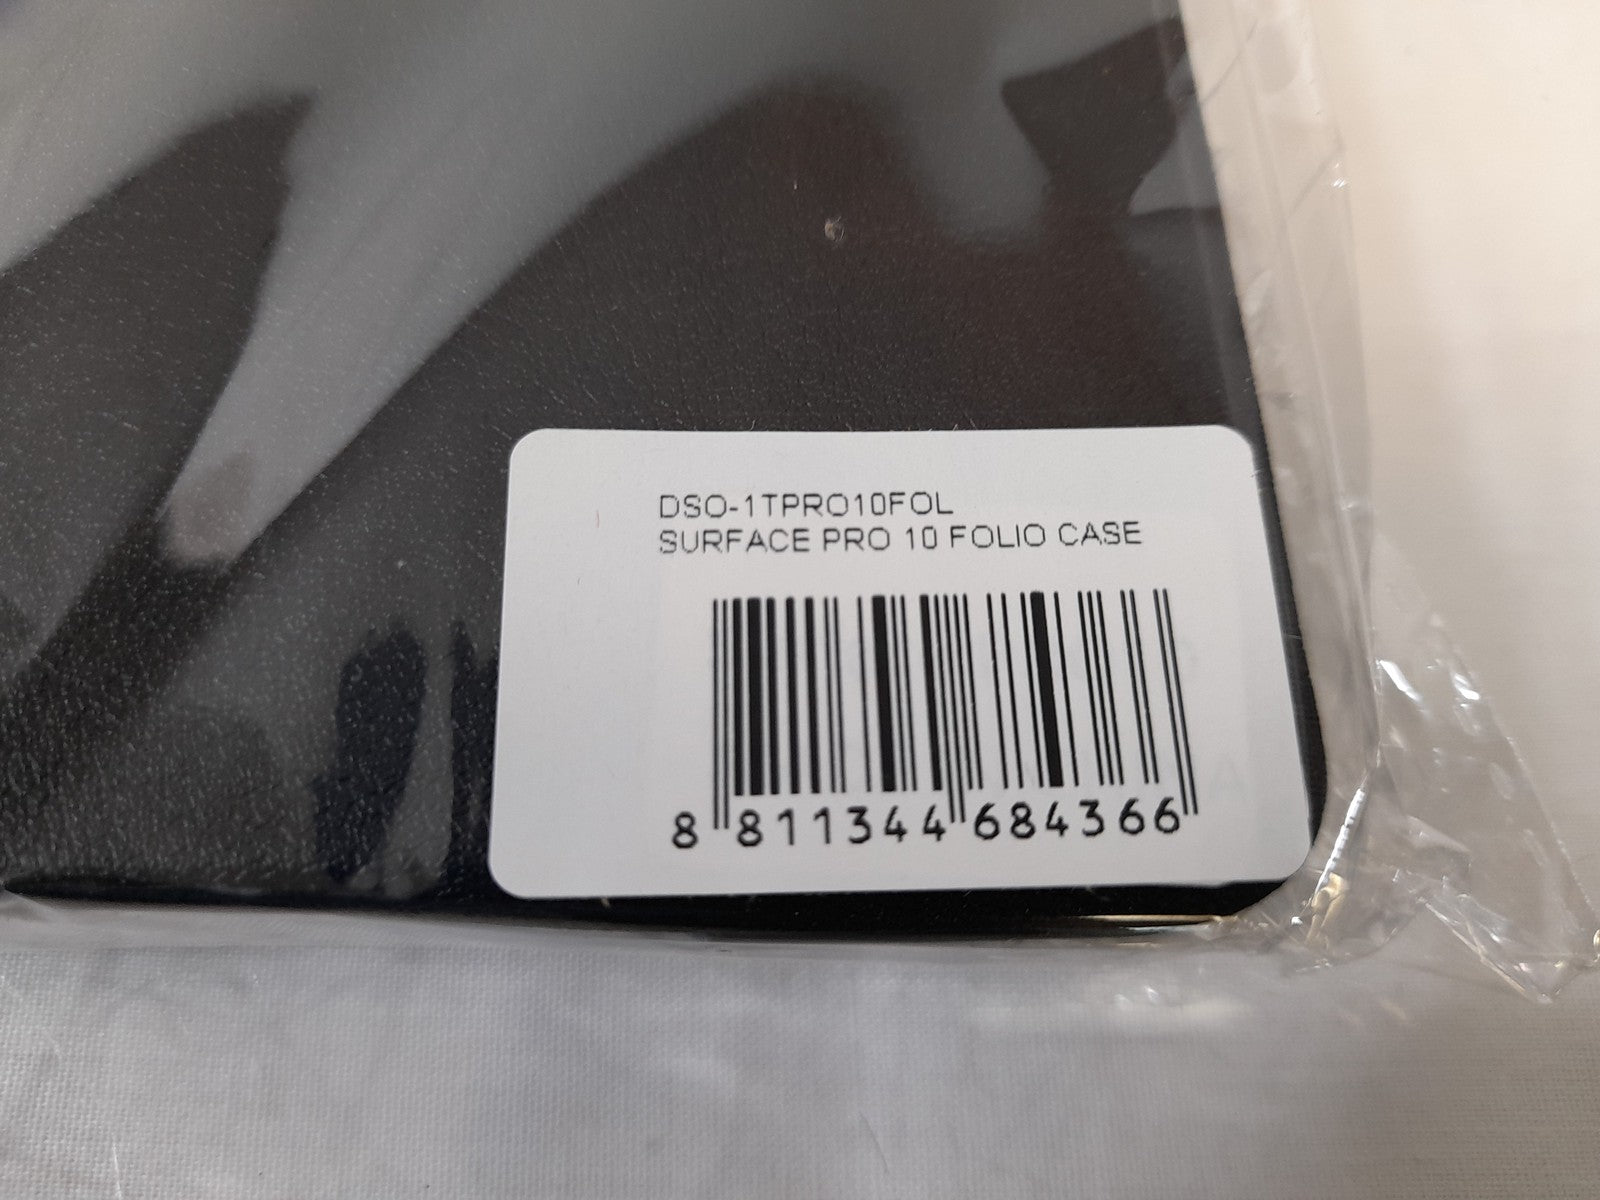 DSO-1TPRO10FOL
SURFACE PRO 10 FOLIO CASE
8 811344 684366